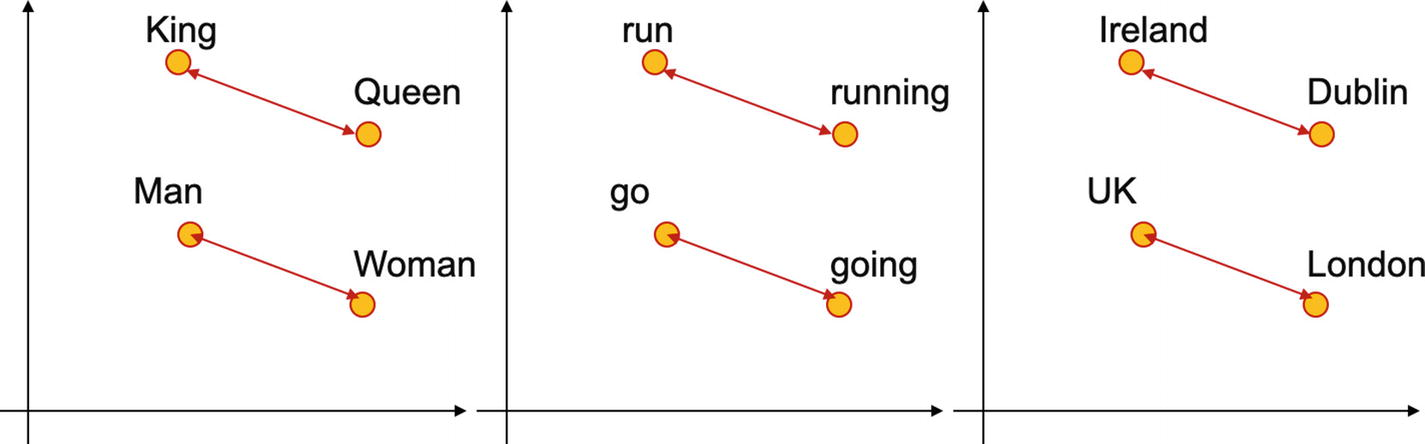 King
Queen
Man
Woman
run
running
go
going
Ireland
Dublin
UK
London